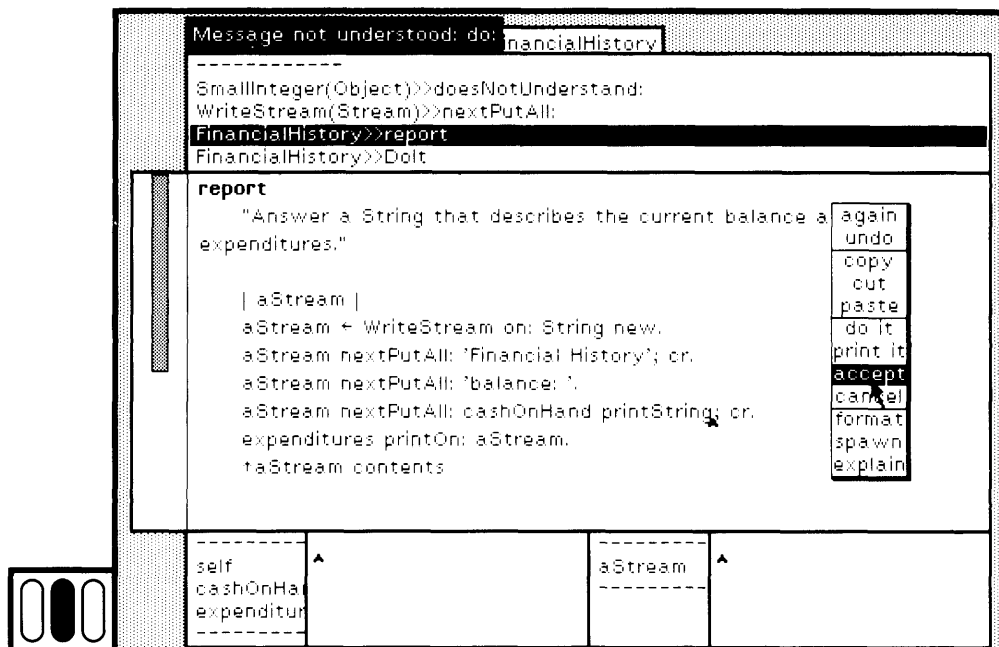 Message not understood: do:
nancialHistory
-------------
SmallInteger(Object)>>doesNotUnderstand:
WriteStream(Stream)>>nextPutAll:
FinancialHistory>>report
FinancialHistory>>DoIt
report
"Answer a String that describes the current balance a
expenditures."
| aStream |
aStream ← WriteStream on: String new.
aStream nextPutAll: 'Financial History'; cr.
aStream nextPutAll: 'balance: '.
aStream nextPutAll: cashOnHand printString; cr.
expenditures printOn: aStream.
↑aStream contents
again
undo
copy
cut
paste
do it
print it
accept
cancel
format
spawn
explain
---------
self
cashOnHa
expenditur
---------
---------
aStream
---------